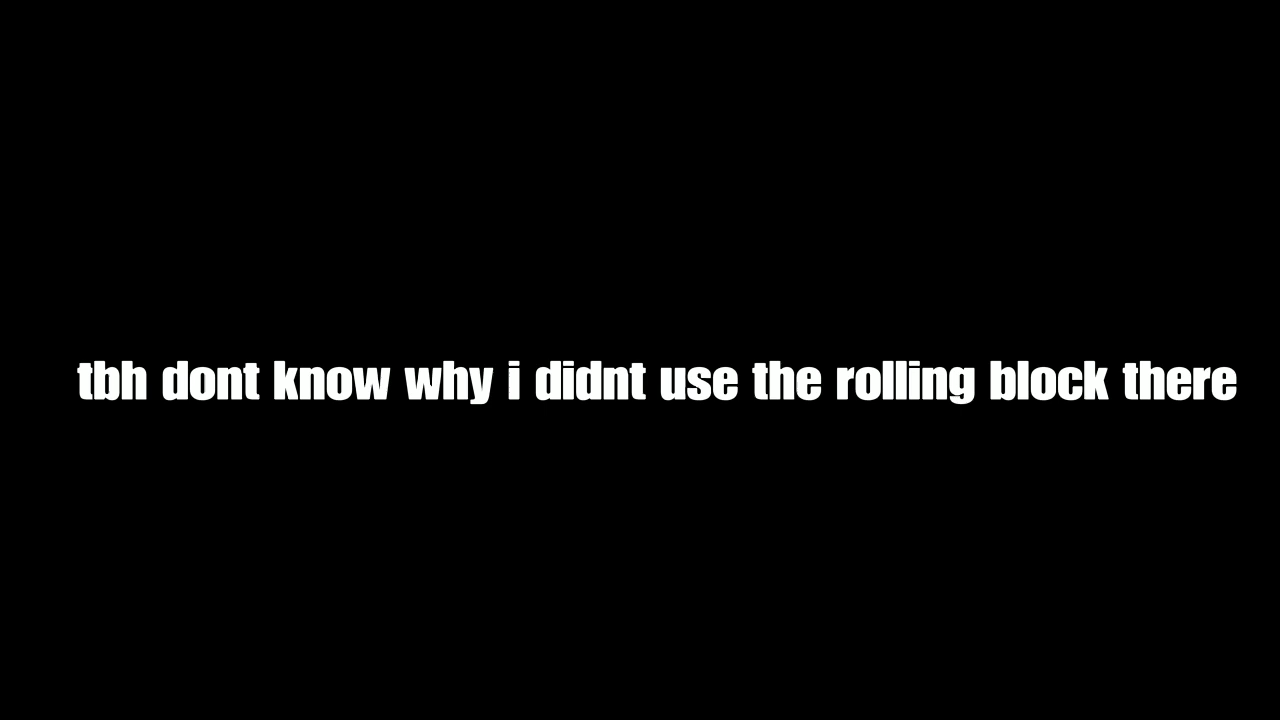 tbh dont know why i didnt use the rolling block there